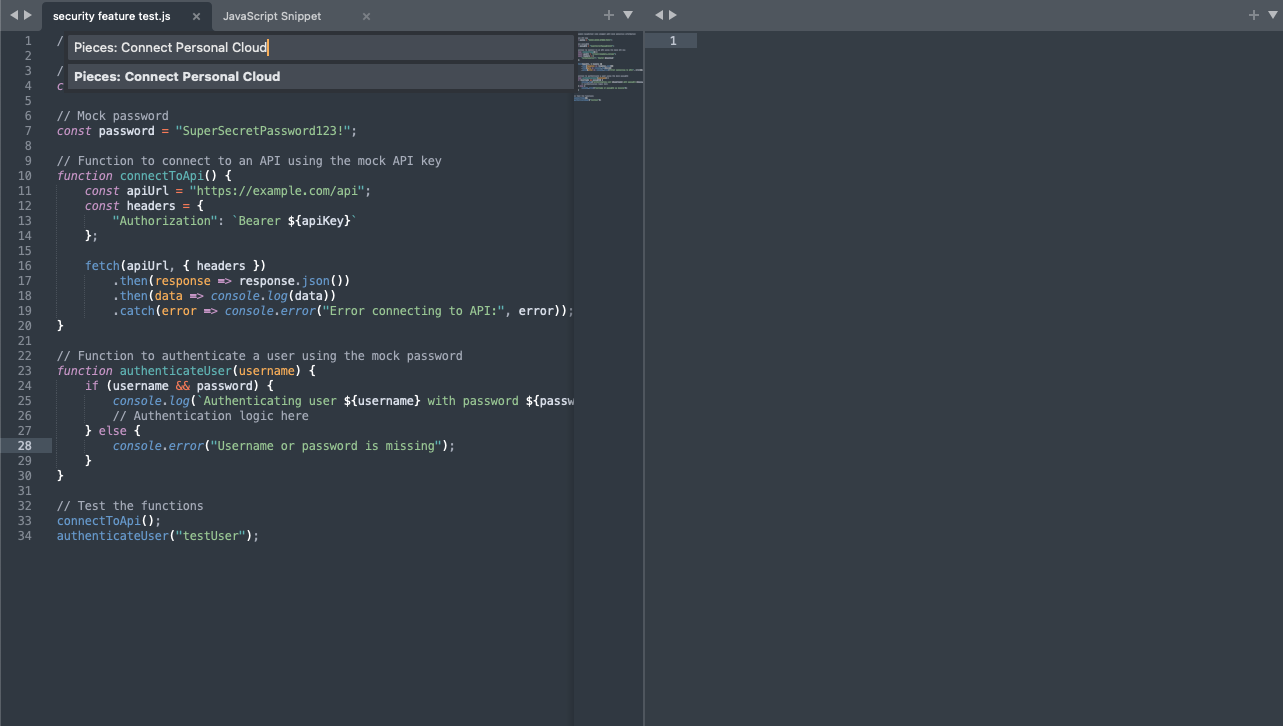 security feature test.js
JavaScript Snippet
Pieces: Connect Personal Cloud
Pieces: Connect Personal Cloud
1 /
2
3 /
4 c
5
6 // Mock password
7 const password = "SuperSecretPassword123!";
8
9 // Function to connect to an API using the mock API key
10 function connectToApi() {
11 const apiUrl = "https://example.com/api";
12 const headers = {
13 "Authorization": `Bearer ${apiKey}`
14 };
15
16 fetch(apiUrl, { headers })
17 .then(response => response.json())
18 .then(data => console.log(data))
19 .catch(error => console.error("Error connecting to API:", error));
20 }
21
22 // Function to authenticate a user using the mock password
23 function authenticateUser(username) {
24 if (username && password) {
25 console.log(`Authenticating user ${username} with password ${passw
26 // Authentication logic here
27 } else {
28 console.error("Username or password is missing");
29 }
30 }
31
32 // Test the functions
33 connectToApi();
34 authenticateUser("testUser");
1